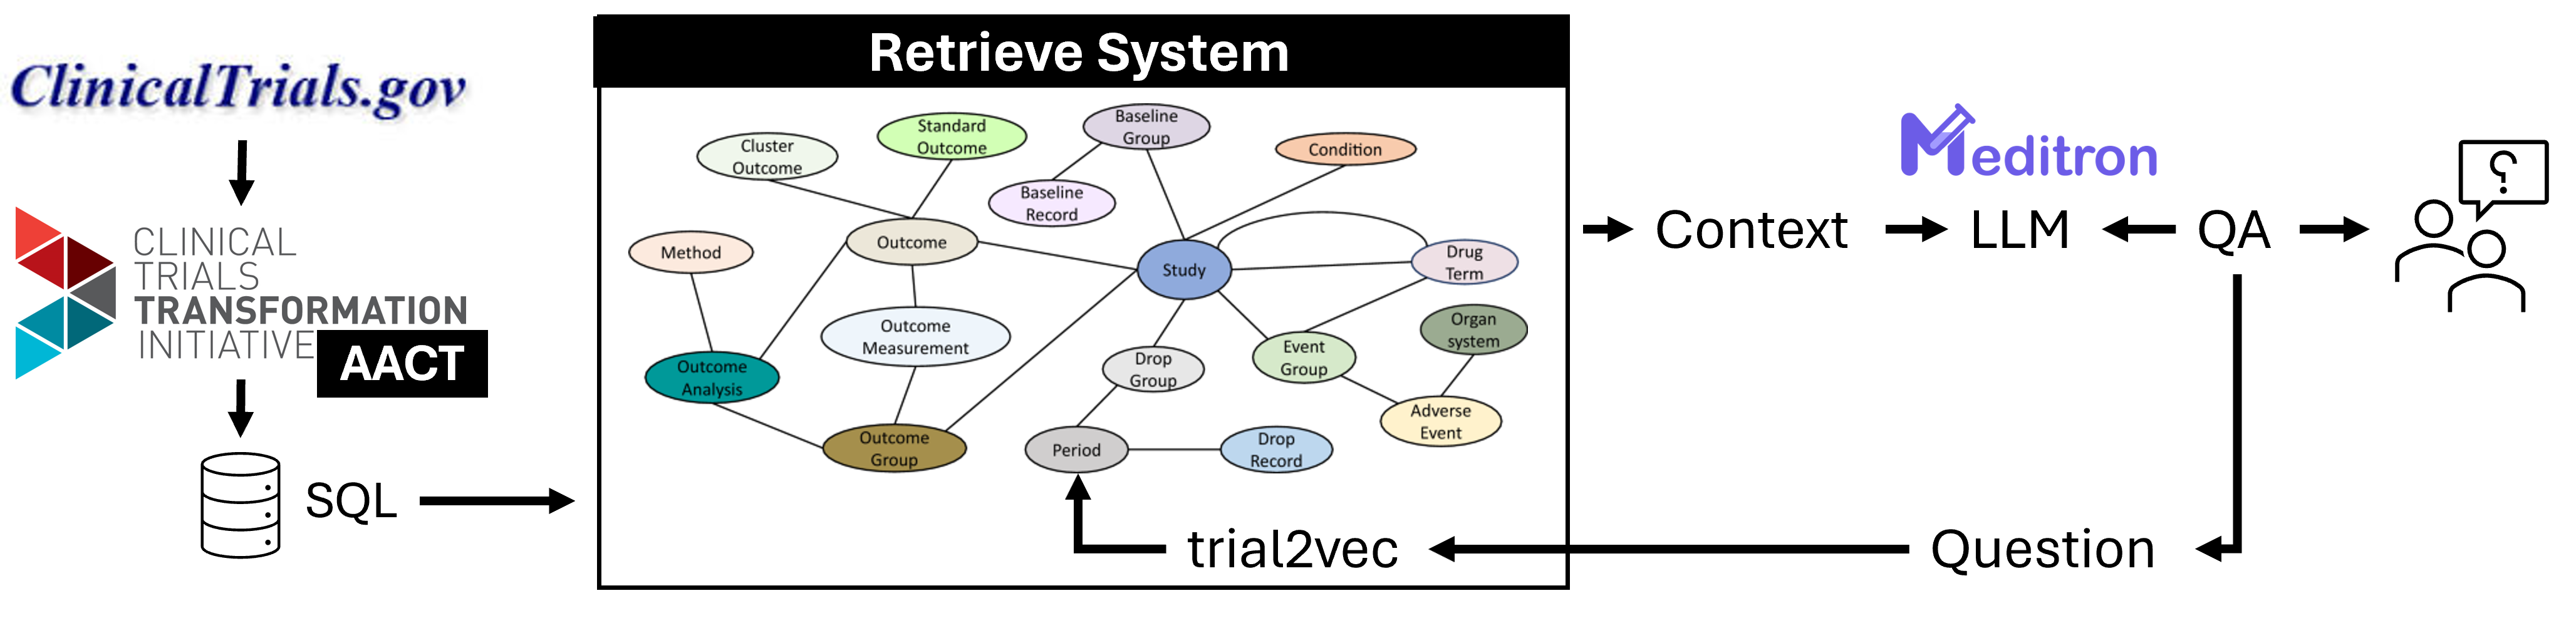 ClinicalTrials.gov
CLINICAL
TRIALS
TRANSFORMATION
INITIATIVE
AACT
SQL
Retrieve System
Cluster
Outcome
Standard
Outcome
Baseline
Group
Baseline
Record
Condition
Method
Outcome
Study
Drug
Term
Outcome
Measurement
Organ
system
Event
Group
Drop
Group
Outcome
Analysis
Adverse
Event
Outcome
Group
Period
Drop
Record
trial2vec
Context
Meditron
LLM
QA
?
Question